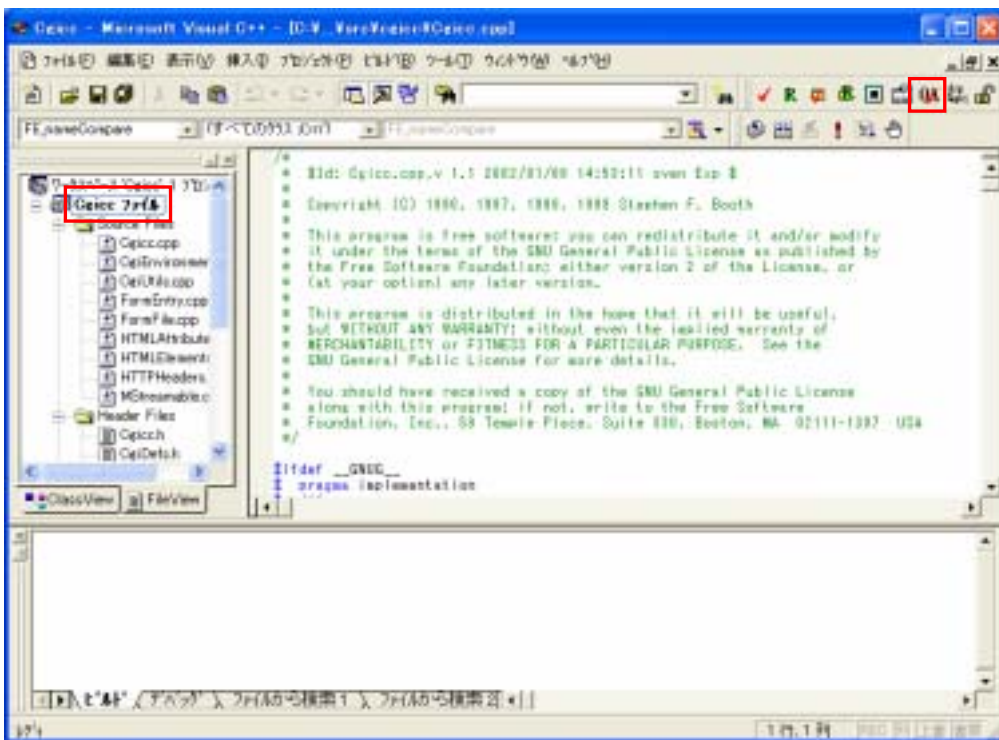 Cgicc - Microsoft Visual C++ - [C:¥...¥src¥cgicc¥Cgicc.cpp]
ファイル(F) 編集(E) 表示(V) 挿入(I) プロジェクト(P) ビルド(B) ツール(T) ウィンドウ(W) ヘルプ(H)
QA
FE_nameCompare (すべてのクラス メンバ) FE_nameCompare
Cgicc ファイル
Source Files
Cgicc.cpp
CgiEnvironmer
CgiUtils.cpp
FormEntry.cpp
FormFile.cpp
HTMLAttribute
HTMLElement
HTTPHeaders.
MStreamable.c
Header Files
Cgicc.h
CgiDefs.h
ClassView FileView
/*
* $Id: Cgicc.cpp,v 1.1 14:53:11 sven Exp $
*
* Copyright (C) 1996, 1997, Stephen F. Booth
*
* This program is free software; you can redistribute it and/or modify
* it under the terms of the GNU General Public License as published by
* the Free Software Foundation; either version 2 of the License, or
* (at your option) any later version.
*
* This program is distributed in the hope that it will be useful,
* but WITHOUT ANY WARRANTY; without even the implied warranty of
* MERCHANTABILITY or FITNESS FOR A PARTICULAR PURPOSE. See the
* GNU General Public License for more details.
*
* You should have received a copy of the GNU General Public License
* along with this program; if not, write to the Free Software
* Foundation, Inc., 59 Temple Place, Suite 330, Boston, MA 02111-1307 USA
*/
#ifdef __GNUG__
# pragma implementation
ビルド デバッグ ファイルから検索 1 ファイルから検索 2
レディ 1 行, 1 列